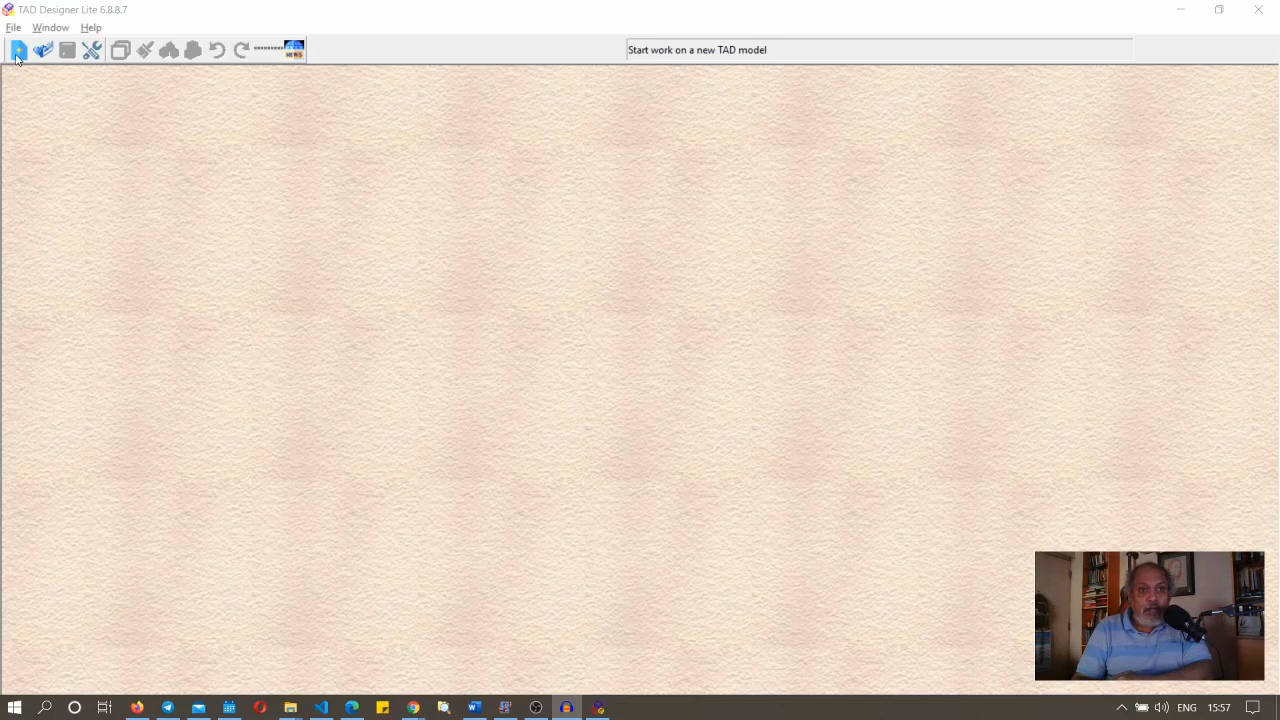 TAD Designer Lite 6.8.8.7
File Window Help
NEWS
Start work on a new TAD model
ENG 15:57